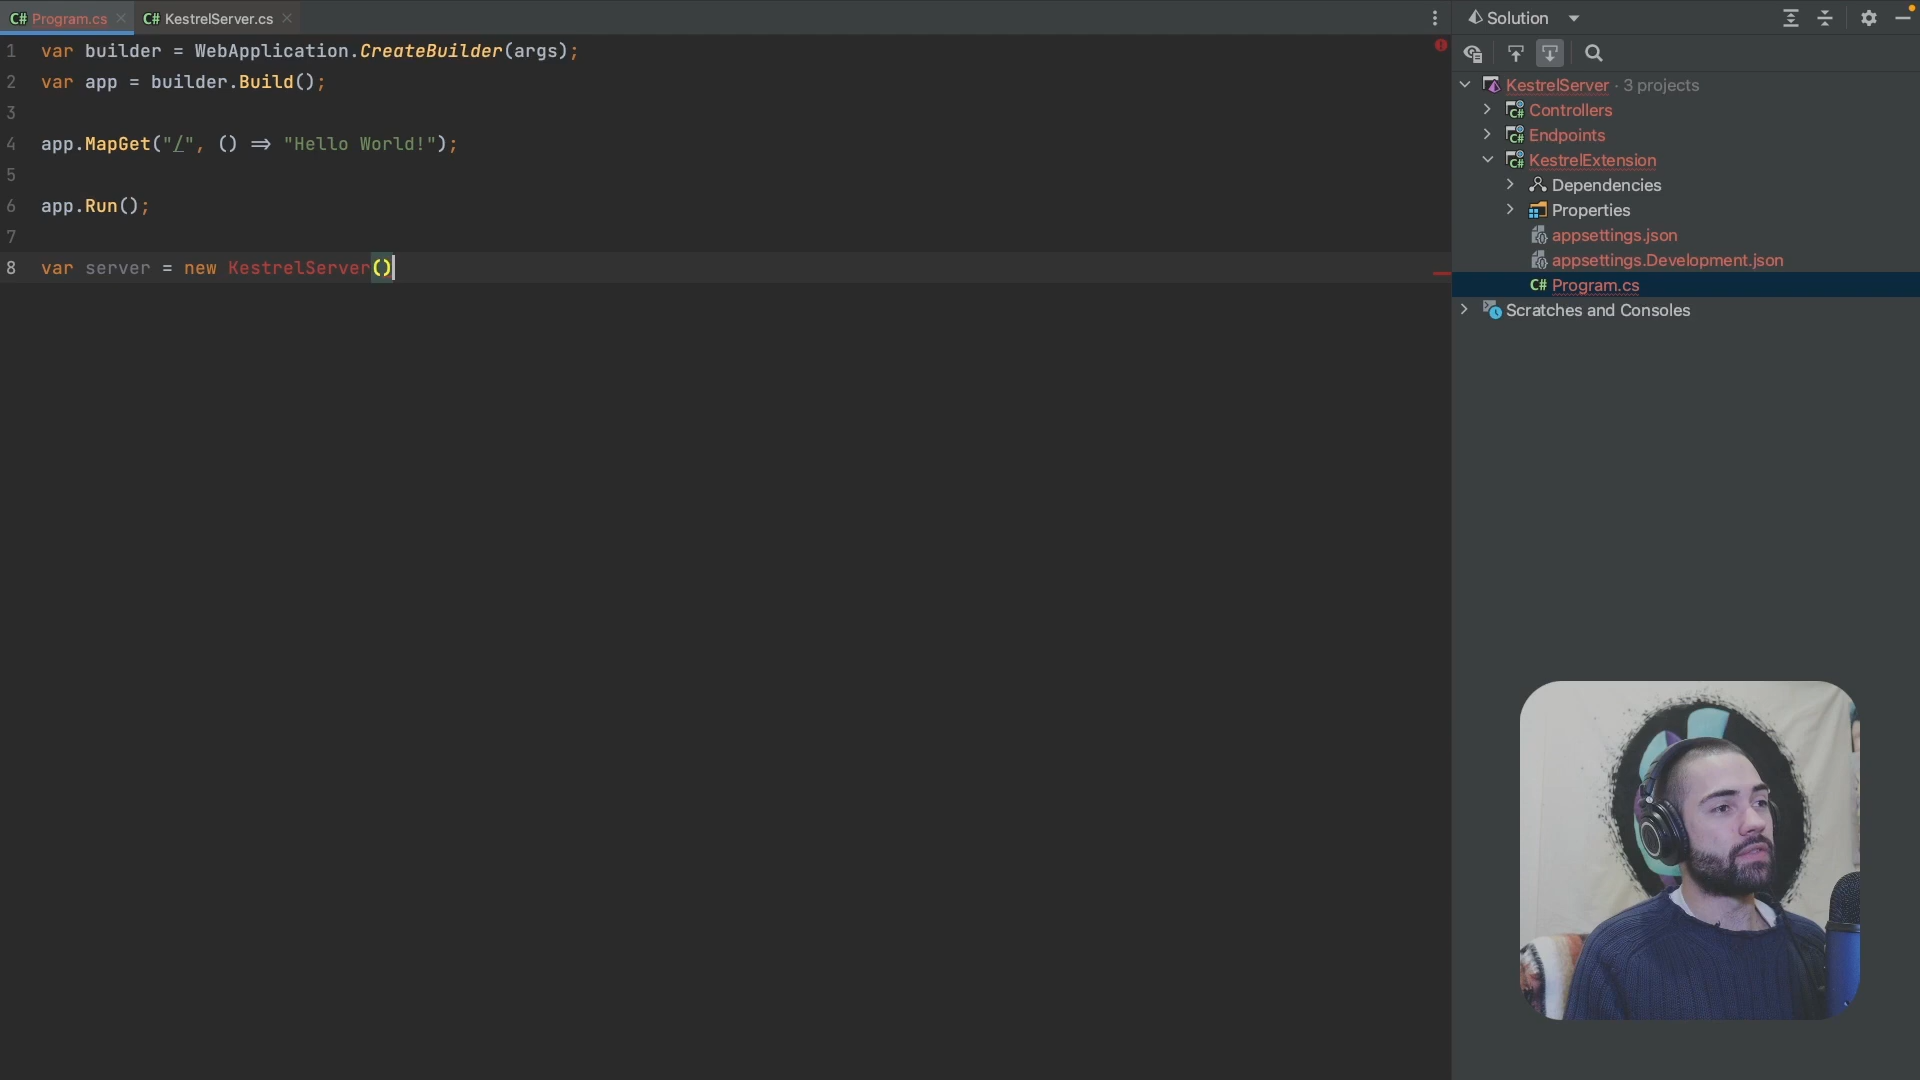 C# Program.cs
C# KestrelServer.cs
1 var builder = WebApplication.CreateBuilder(args);
2 var app = builder.Build();
3
4 app.MapGet("/", () => "Hello World!");
5
6 app.Run();
7
8 var server = new KestrelServer()
Solution
KestrelServer · 3 projects
C# Controllers
C# Endpoints
C# KestrelExtension
Dependencies
Properties
appsettings.json
appsettings.Development.json
C# Program.cs
Scratches and Consoles